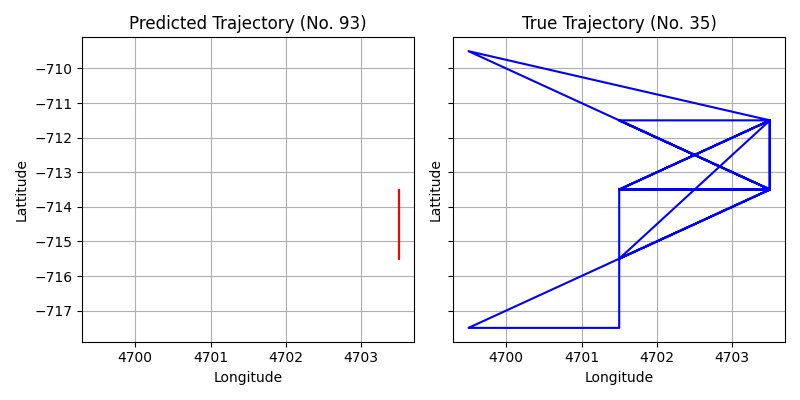 Predicted Trajectory (No. 93)
True Trajectory (No. 35)
−710
−711
−712
−713
−714
−715
−716
−717
Lattitude
Lattitude
4700 4701 4702 4703
4700 4701 4702 4703
Longitude
Longitude